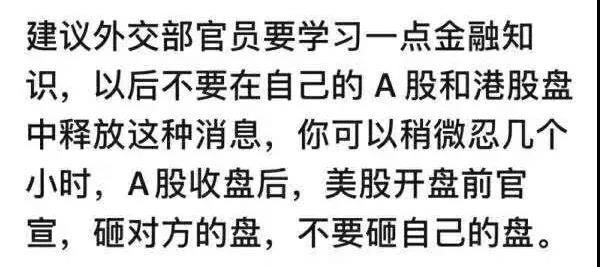 建议外交部官员要学习一点金融知
识，以后不要在自己的 A 股和港股盘
中释放这种消息，你可以稍微忍几个
小时，A股收盘后，美股开盘前官
宣，砸对方的盘，不要砸自己的盘。